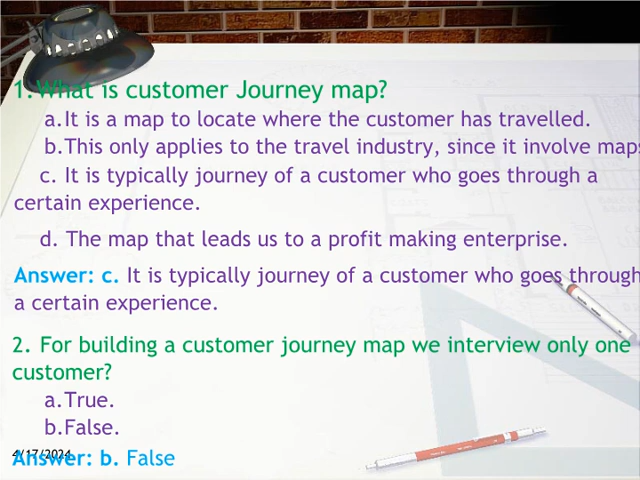 1. What is customer Journey map?
a.It is a map to locate where the customer has travelled.
b.This only applies to the travel industry, since it involve maps
c. It is typically journey of a customer who goes through a
certain experience.
d. The map that leads us to a profit making enterprise.
Answer: c. It is typically journey of a customer who goes through
a certain experience.
2. For building a customer journey map we interview only one
customer?
a.True.
b.False.
4/17/2024
Answer: b. False